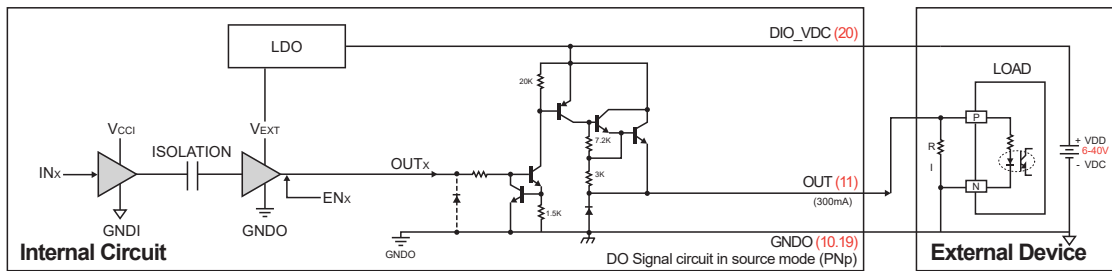 DIO_VDC (20)
LDO
LOAD
20K
VCCI
VEXT
ISOLATION
7.2K
P
+ VDD
6-40V
- VDC
R
I
INX
OUTX
3K
ENX
OUT (11)
(300mA)
N
1.5K
GNDI
GNDO
GNDO
GNDO (10.19)
Internal Circuit
DO Signal circuit in source mode (PNp)
External Device